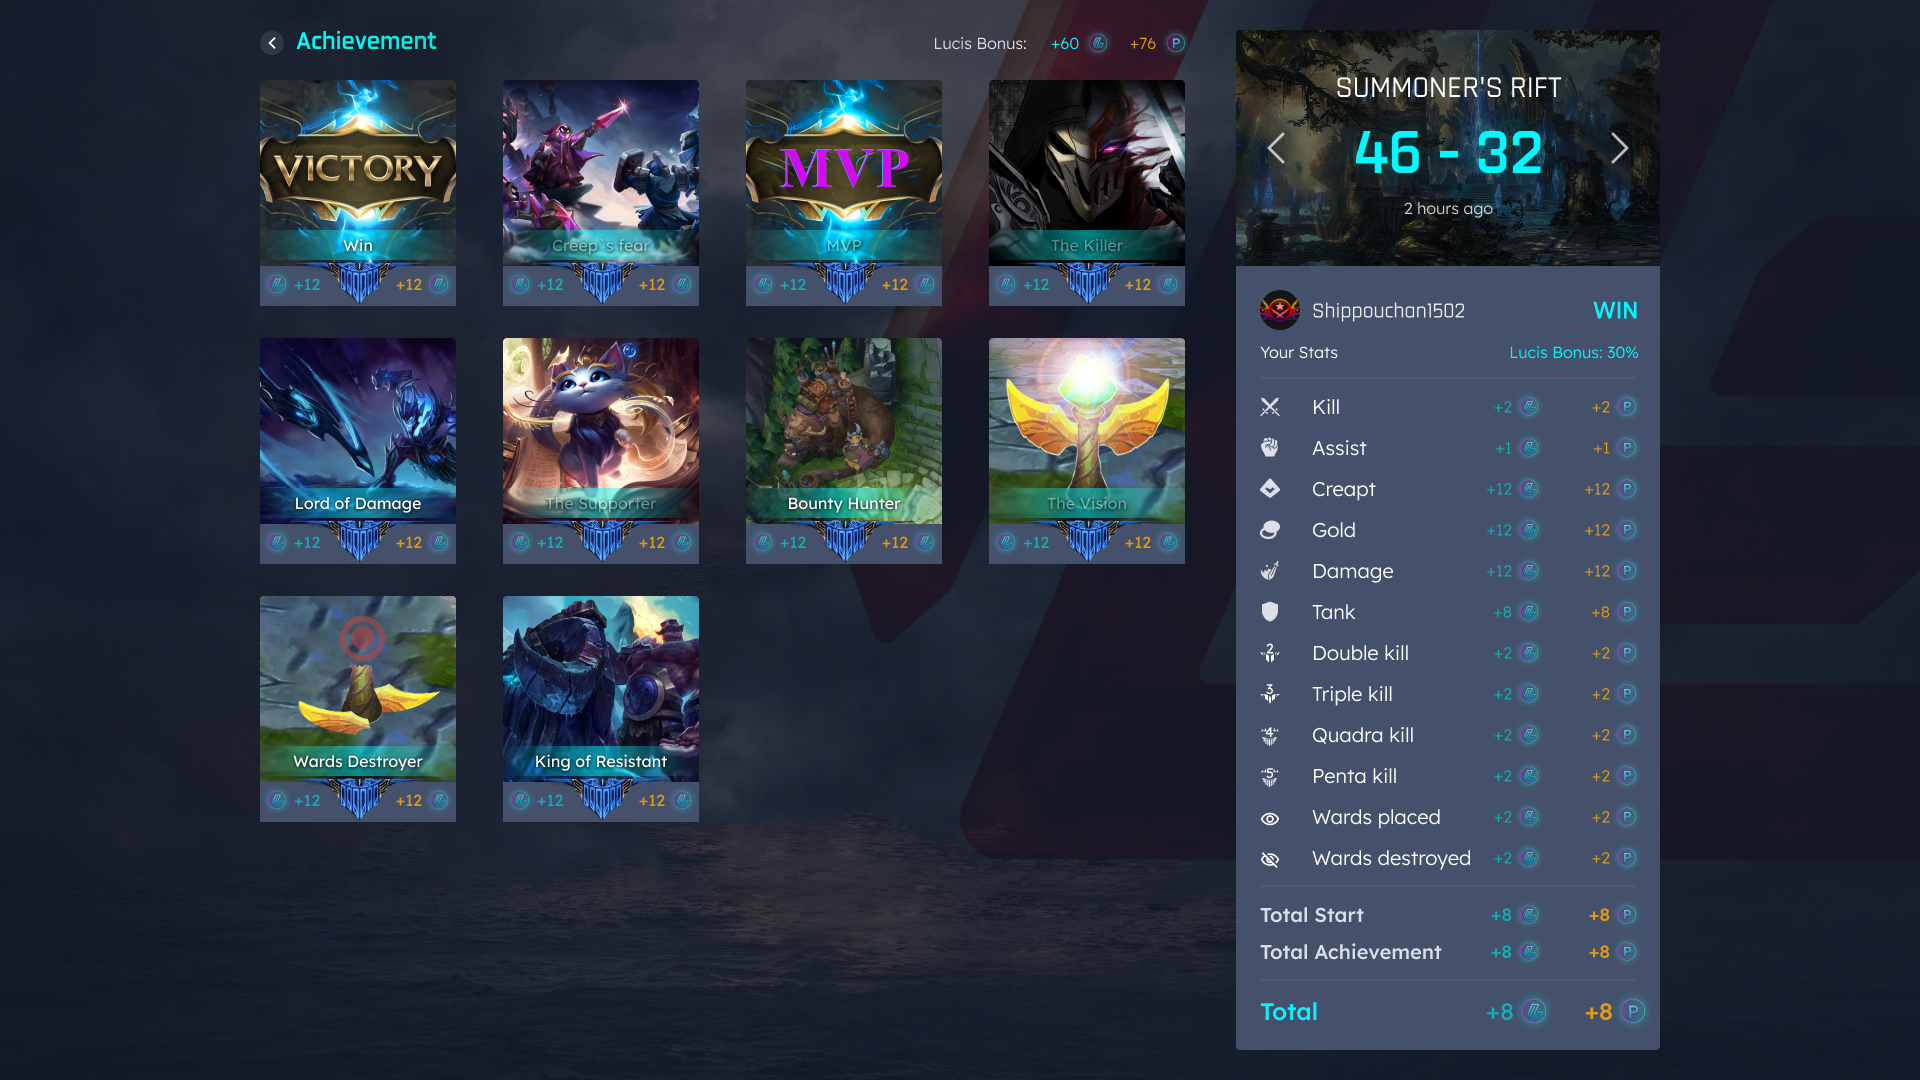 Achievement
Lucis Bonus: +60 +76 P
VICTORY
Win
+12 +12
Creep`s fear
+12 +12
MVP
MVP
+12 +12
The Killer
+12 +12
Lord of Damage
+12 +12
The Supporter
+12 +12
Bounty Hunter
+12 +12
The Vision
+12 +12
Wards Destroyer
+12 +12
King of Resistant
+12 +12
SUMMONER'S RIFT
46 - 32
2 hours ago
Shippouchan1502 WIN
Your Stats Lucis Bonus: 30%
Kill +2 +2 P
Assist +1 +1 P
Creapt +12 +12 P
Gold +12 +12 P
Damage +12 +12 P
Tank +8 +8 P
2 Double kill +2 +2 P
3 Triple kill +2 +2 P
4 Quadra kill +2 +2 P
5 Penta kill +2 +2 P
Wards placed +2 +2 P
Wards destroyed +2 +2 P
Total Start +8 +8 P
Total Achievement +8 +8 P
Total +8 +8 P